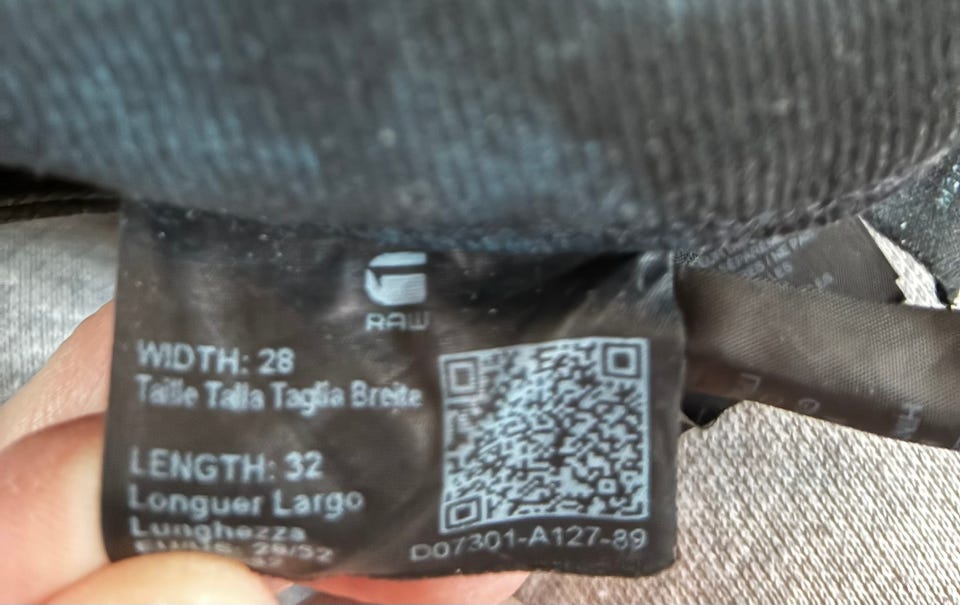 RAW
WIDTH: 28
Taille Talla Taglia Breite
LENGTH: 32
Longuer Largo
Lunghezza
D07301-A127-89